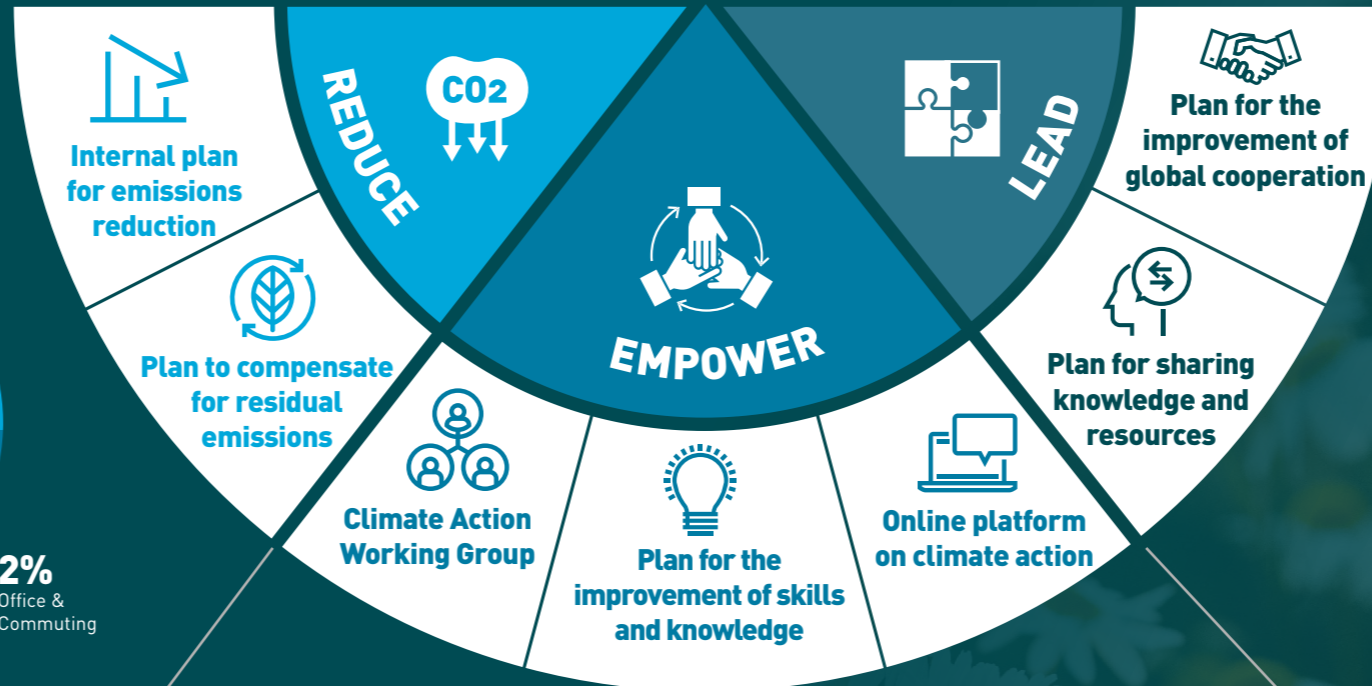 REDUCE
CO2
Internal plan
for emissions
reduction
Plan to compensate
for residual
emissions
EMPOWER
Climate Action
Working Group
Plan for the
improvement of skills
and knowledge
Online platform
on climate action
LEAD
Plan for the
improvement of
global cooperation
Plan for sharing
knowledge and
resources
2%
Office &
Commuting